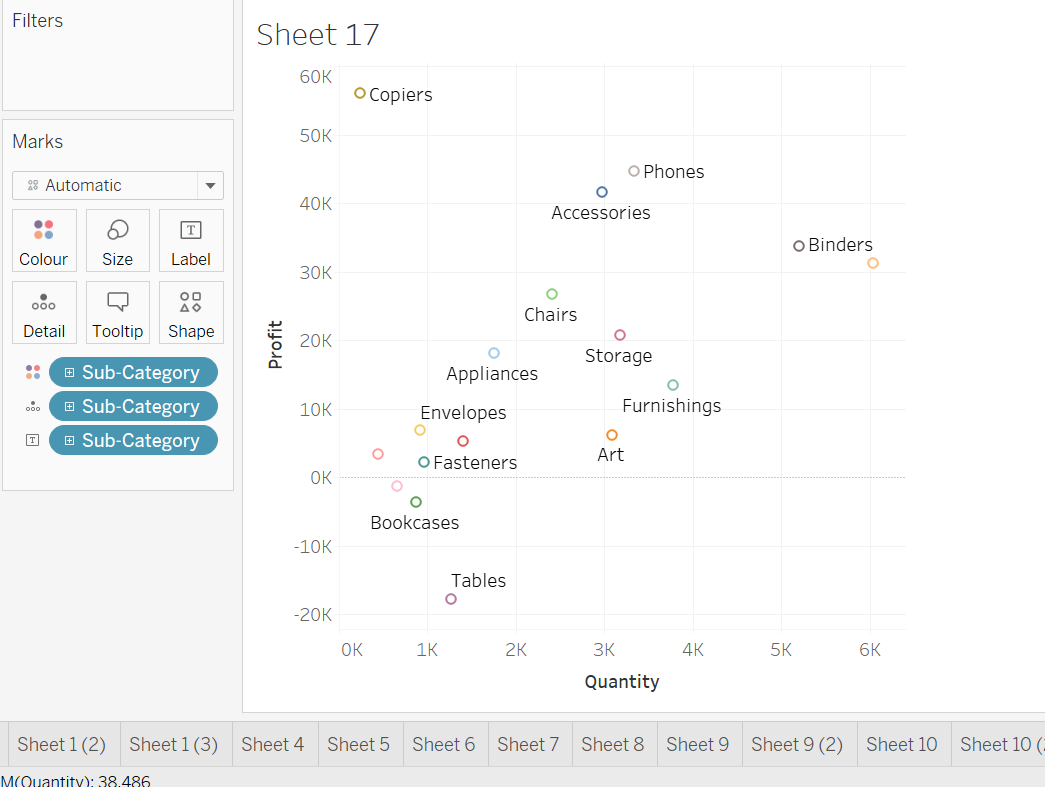 Filters
Marks
Automatic
Colour
Size
T
Label
Detail
Tooltip
Shape
Sub-Category
Sub-Category
T
Sub-Category
Sheet 17
60K
50K
40K
30K
20K
10K
0K
-10K
-20K
Profit
Copiers
Phones
Accessories
Binders
Chairs
Storage
Appliances
Furnishings
Envelopes
Art
Fasteners
Bookcases
Tables
0K
1K
2K
3K
4K
5K
6K
Quantity
Sheet 1 (2)
Sheet 1 (3)
Sheet 4
Sheet 5
Sheet 6
Sheet 7
Sheet 8
Sheet 9
Sheet 9 (2)
Sheet 10
Sheet 10 (
M(Quantity): 38,486